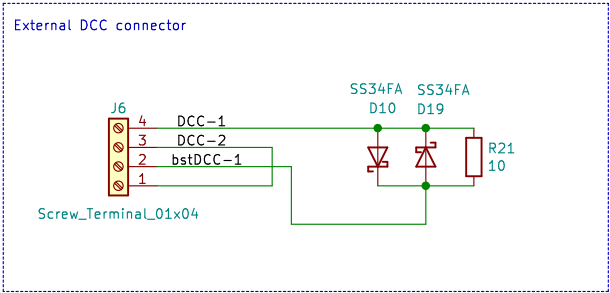 External DCC connector
SS34FA
SS34FA
J6
D10
D19
4
DCC-1
3
DCC-2
2
bstDCC-1
1
R21
10
Screw_Terminal_01x04